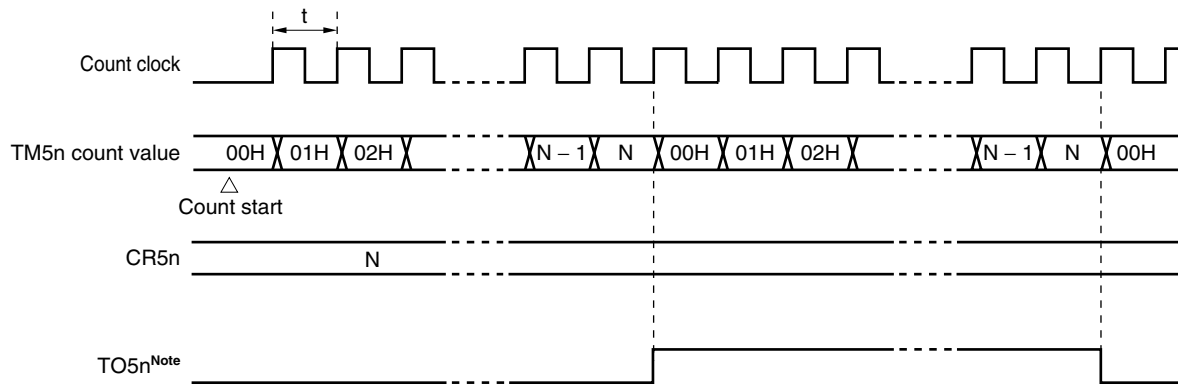 t
Count clock
TM5n count value 00H 01H 02H N – 1 N 00H 01H 02H N – 1 N 00H
Count start
CR5n N
TO5nNote